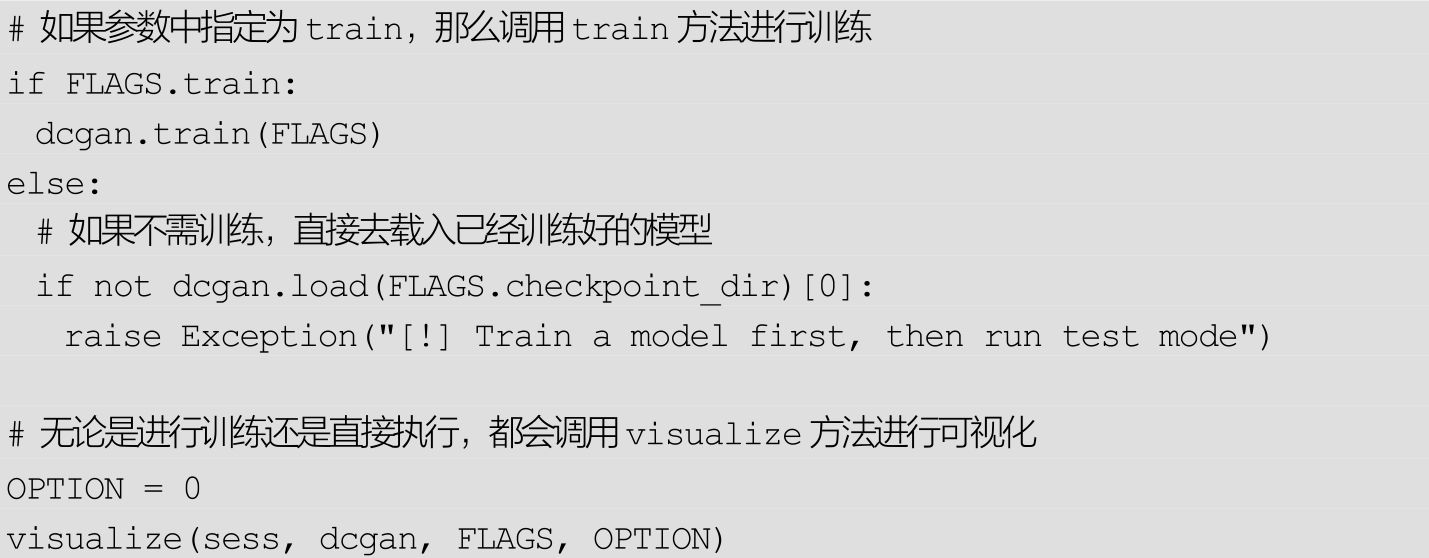 # 如果参数中指定为 train，那么调用 train 方法进行训练
if FLAGS.train:
  dcgan.train(FLAGS)
else:
  # 如果不需训练，直接去载入已经训练好的模型
  if not dcgan.load(FLAGS.checkpoint_dir)[0]:
    raise Exception("[!] Train a model first, then run test mode")
# 无论是进行训练还是直接执行，都会调用 visualize 方法进行可视化
OPTION = 0
visualize(sess, dcgan, FLAGS, OPTION)